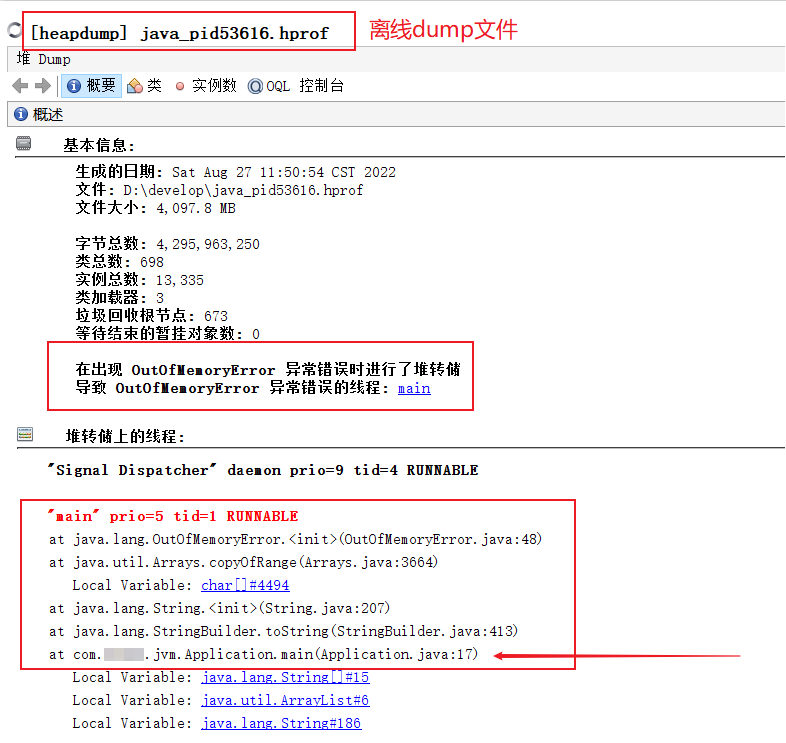 [heapdump] java_pid53616.hprof 离线dump文件
堆 Dump
概要 类 实例数 OQL 控制台
概述
基本信息:
生成的日期: Sat Aug 27 11:50:54 CST 2022
文件: D:\develop\java_pid53616.hprof
文件大小: 4,097.8 MB
字节总数: 4,295,963,250
类总数: 698
实例总数: 13,335
类加载器: 3
垃圾回收根节点: 673
等待结束的暂挂对象数: 0
在出现 OutOfMemoryError 异常错误时进行了堆转储
导致 OutOfMemoryError 异常错误的线程: main
堆转储上的线程:
"Signal Dispatcher" daemon prio=9 tid=4 RUNNABLE
"main" prio=5 tid=1 RUNNABLE
at java.lang.OutOfMemoryError.<init>(OutOfMemoryError.java:48)
at java.util.Arrays.copyOfRange(Arrays.java:3664)
Local Variable: char[]#4494
at java.lang.String.<init>(String.java:207)
at java.lang.StringBuilder.toString(StringBuilder.java:413)
at com. .jvm.Application.main(Application.java:17)
Local Variable: java.lang.String[]#15
Local Variable: java.util.ArrayList#6
Local Variable: java.lang.String#186